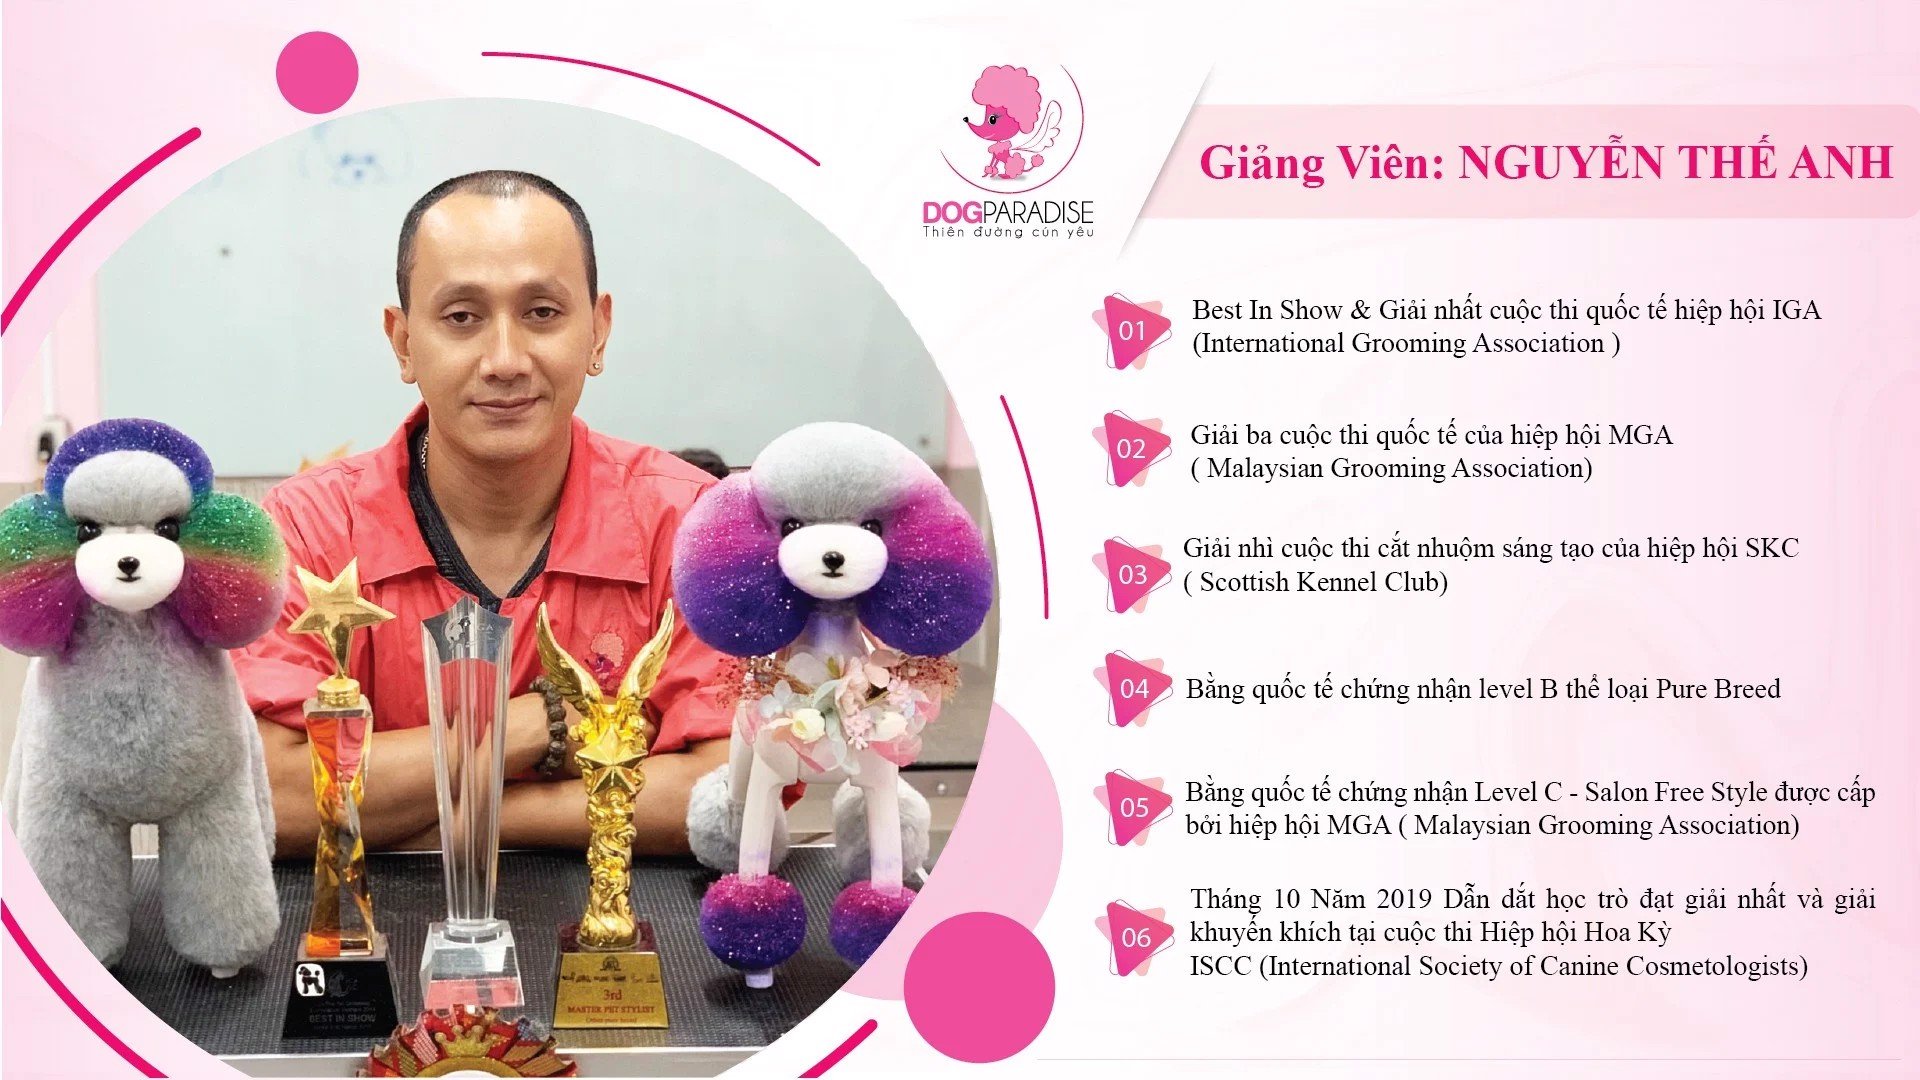 DOGPARADISE
Thiên đường cún yêu
Giảng Viên: NGUYỄN THẾ ANH
01
Best In Show & Giải nhất cuộc thi quốc tế hiệp hội IGA
(International Grooming Association )
02
Giải ba cuộc thi quốc tế của hiệp hội MGA
( Malaysian Grooming Association)
03
Giải nhì cuộc thi cắt nhuộm sáng tạo của hiệp hội SKC
( Scottish Kennel Club)
04
Bằng quốc tế chứng nhận level B thể loại Pure Breed
05
Bằng quốc tế chứng nhận Level C - Salon Free Style được cấp
bởi hiệp hội MGA ( Malaysian Grooming Association)
06
Tháng 10 Năm 2019 Dẫn dắt học trò đạt giải nhất và giải
khuyến khích tại cuộc thi Hiệp hội Hoa Kỳ
ISCC (International Society of Canine Cosmetologists)
BEST IN SHOW
3rd
MASTER PET STYLIST